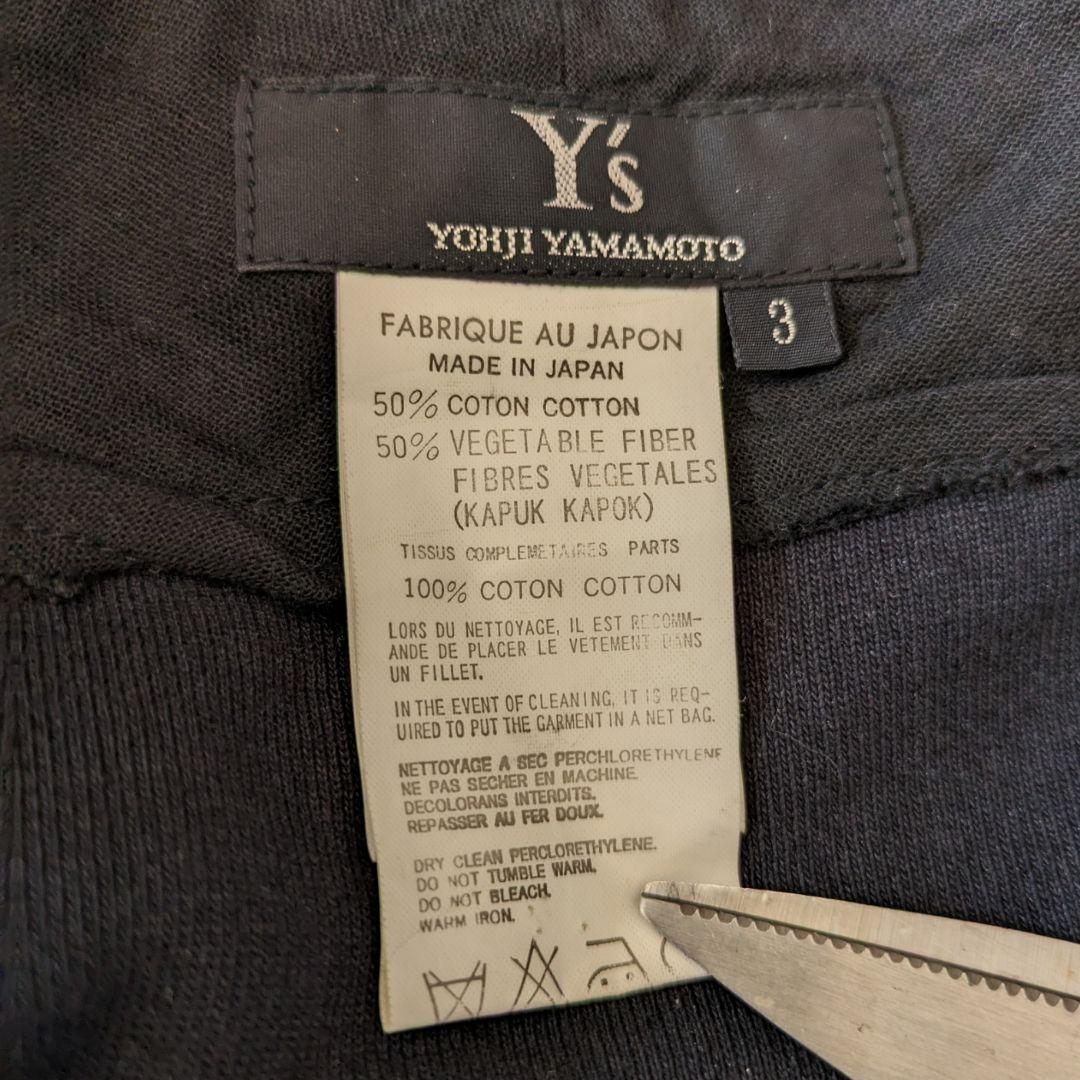 Y's
YOHJI YAMAMOTO
3
FABRIQUE AU JAPON
MADE IN JAPAN
50% COTON COTTON
50% VEGETABLE FIBER
FIBRES VEGETALES
(KAPUK KAPOK)
TISSUS COMPLEMETAIRES PARTS
100% COTON COTTON
LORS DU NETTOYAGE, IL EST RECOMM-
ANDE DE PLACER LE VETEMENT DANS
UN FILLET.
IN THE EVENT OF CLEANING, IT IS REQ-
UIRED TO PUT THE GARMENT IN A NET BAG.
NETTOYAGE A SEC PERCHLORETHYLENE
NE PAS SECHER EN MACHINE
DECOLORANS INTERDITS.
REPASSER AU FER DOUX.
DRY CLEAN PERCLORETHYLENE.
DO NOT TUMBLE WARM,
DO NOT BLEACH,
WARM IRON.